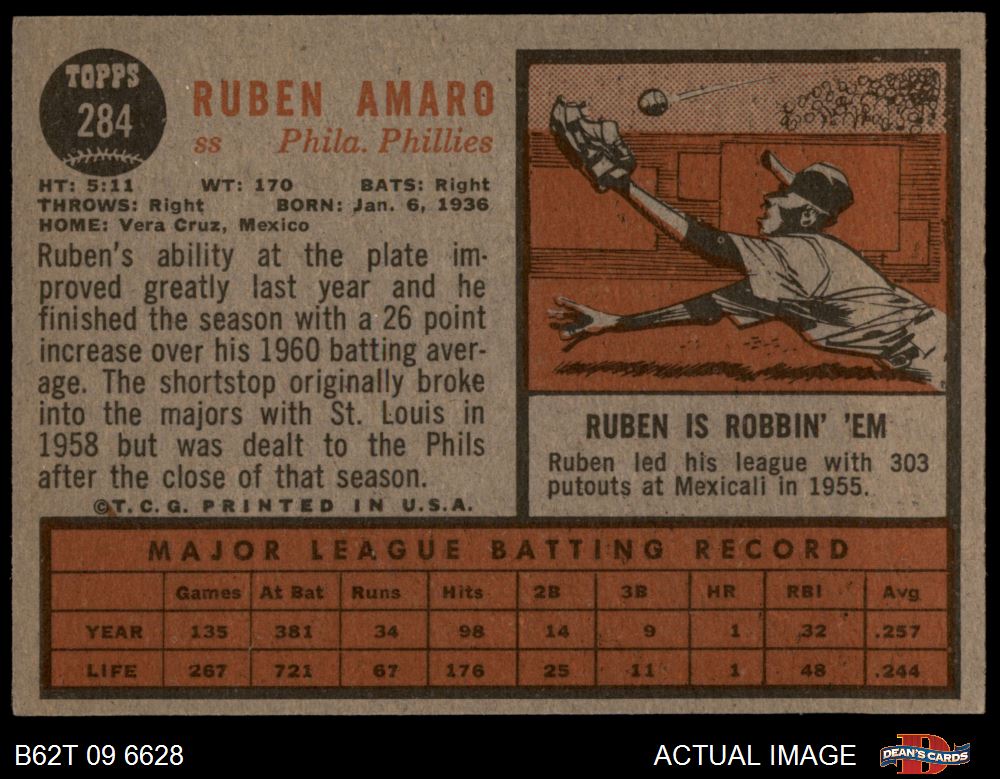 TOPPS
284
RUBEN AMARO
ss Phila. Phillies
HT: 5:11 WT: 170 BATS: Right
THROWS: Right BORN: Jan. 6, 1936
HOME: Vera Cruz, Mexico
Ruben's ability at the plate im-
proved greatly last year and he
finished the season with a 26 point
increase over his 1960 batting aver-
age. The shortstop originally broke
into the majors with St. Louis in
1958 but was dealt to the Phils
after the close of that season.
©T.C.G. PRINTED IN U.S.A.
RUBEN IS ROBBIN' 'EM
Ruben led his league with 303
putouts at Mexicali in 1955.
MAJOR LEAGUE BATTING RECORD
Games At Bat Runs Hits 2B 3B HR RBI Avg
YEAR 135 381 34 98 14 9 1 32 .257
LIFE 267 721 67 176 25 11 1 48 .244
B62T 09 6628
ACTUAL IMAGE
DEAN'S CARDS